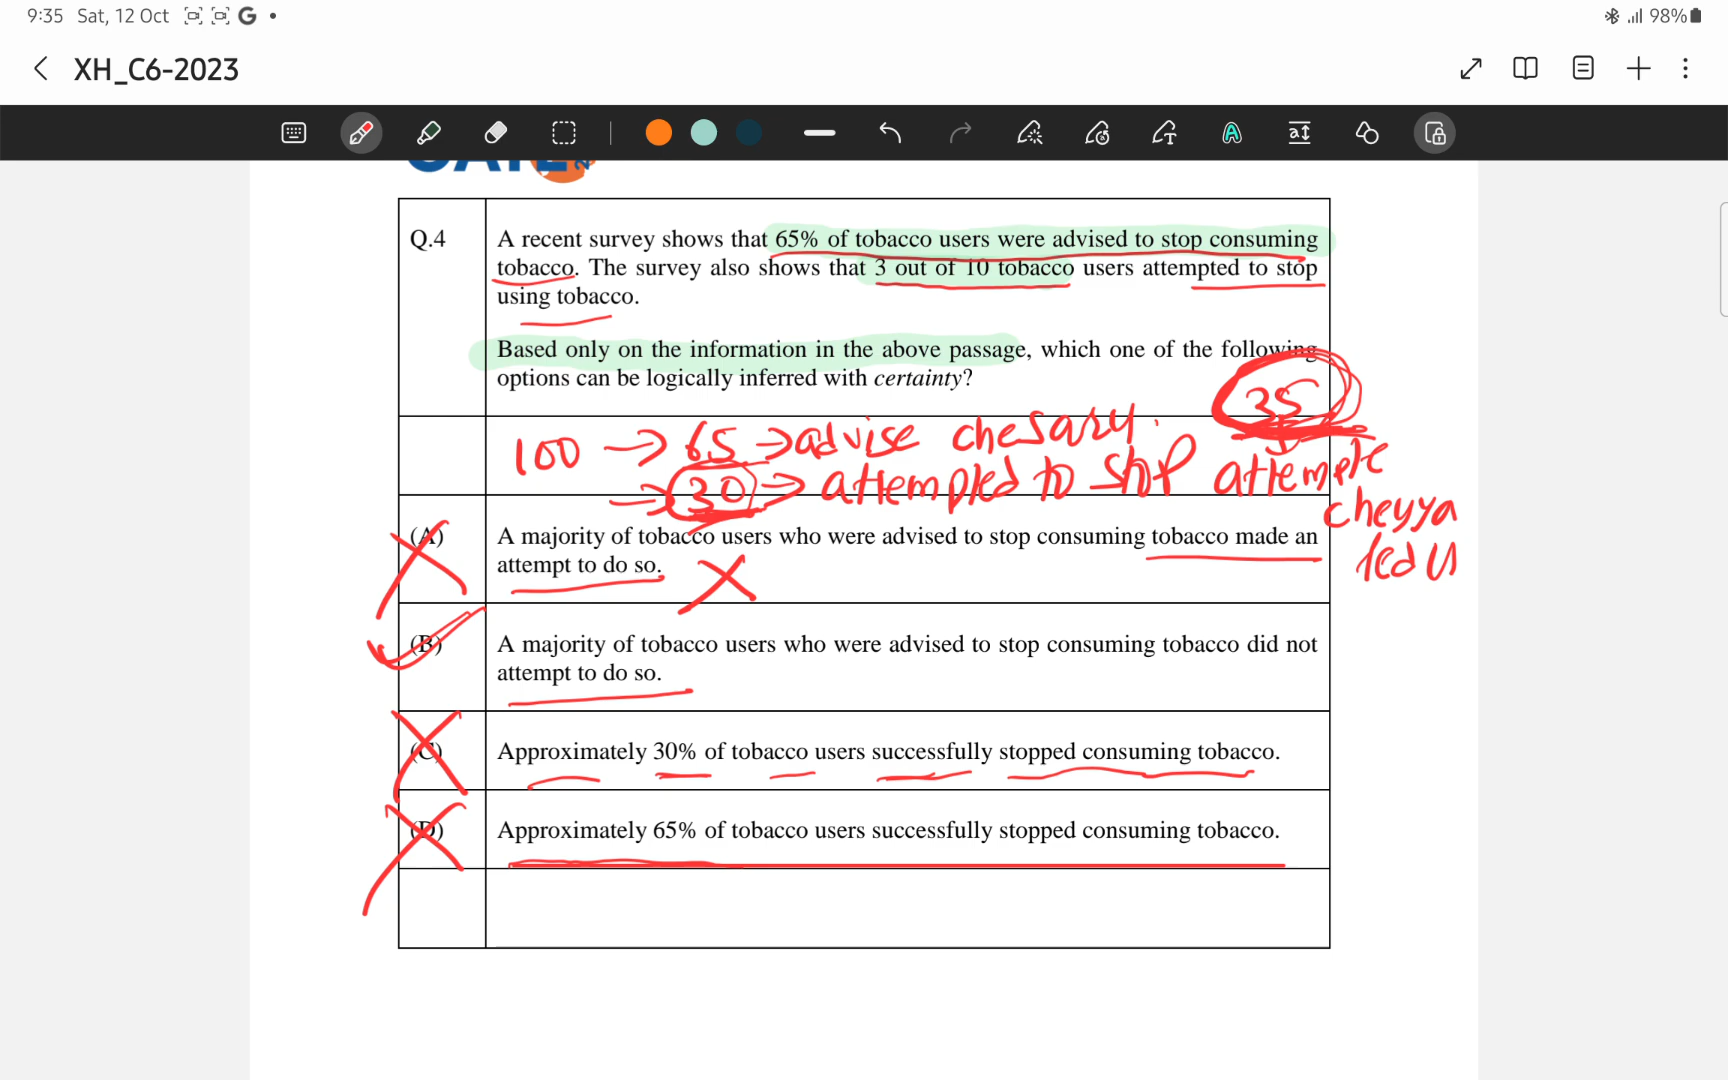 9:35 Sat, 12 Oct G •
98%
XH_C6-2023
Q.4
A recent survey shows that 65% of tobacco users were advised to stop consuming
tobacco. The survey also shows that 3 out of 10 tobacco users attempted to stop
using tobacco.
Based only on the information in the above passage, which one of the following
options can be logically inferred with certainty?
35
100 → 65 → advise chesaru.
→ 30 → attempted to stop
attempte
cheyya
ledu
(A)
A majority of tobacco users who were advised to stop consuming tobacco made an
attempt to do so.
(B)
A majority of tobacco users who were advised to stop consuming tobacco did not
attempt to do so.
(C)
Approximately 30% of tobacco users successfully stopped consuming tobacco.
(D)
Approximately 65% of tobacco users successfully stopped consuming tobacco.